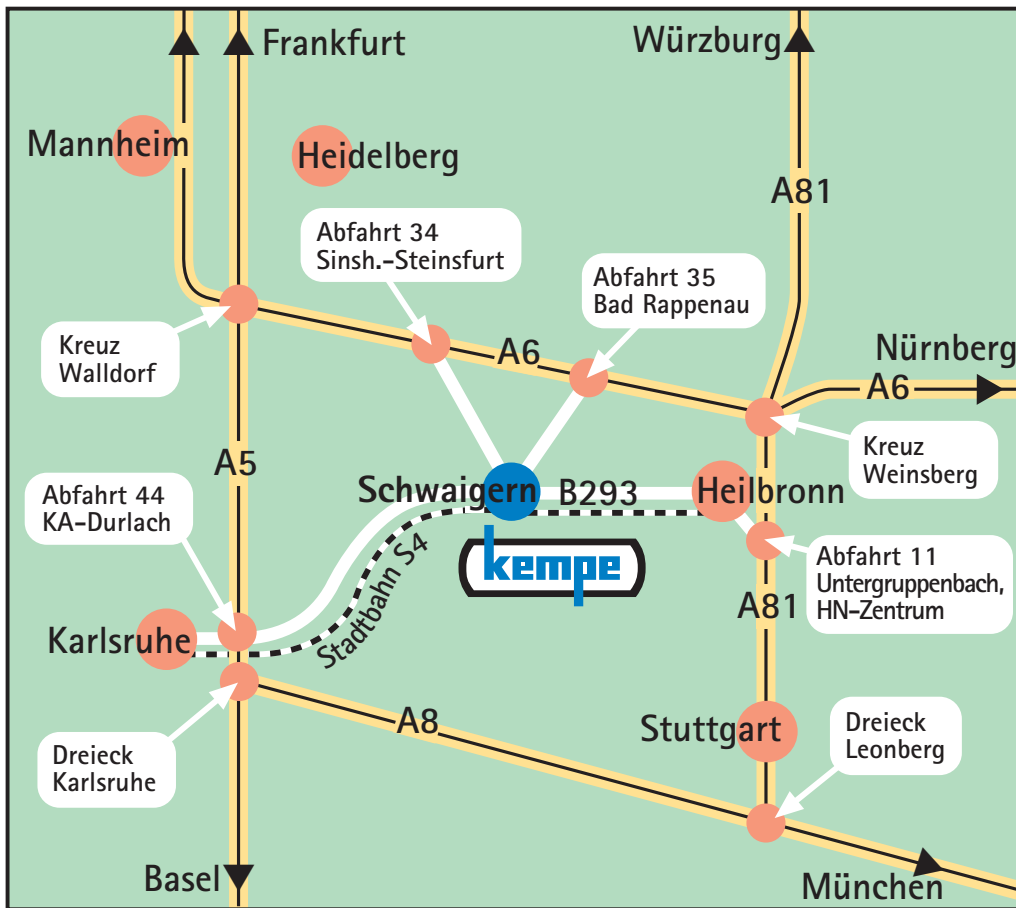 Frankfurt
Würzburg
Mannheim
Heidelberg
A81
Abfahrt 34
Sinsh.-Steinsfurt
Abfahrt 35
Bad Rappenau
Kreuz
Walldorf
A6
Nürnberg
A6
A5
Kreuz
Weinsberg
Abfahrt 44
KA-Durlach
Schwaigern
B293
Heilbronn
kempe
Stadtbahn S4
Abfahrt 11
Untergruppenbach,
HN-Zentrum
A81
Karlsruhe
A8
Stuttgart
Dreieck
Leonberg
Dreieck
Karlsruhe
Basel
München